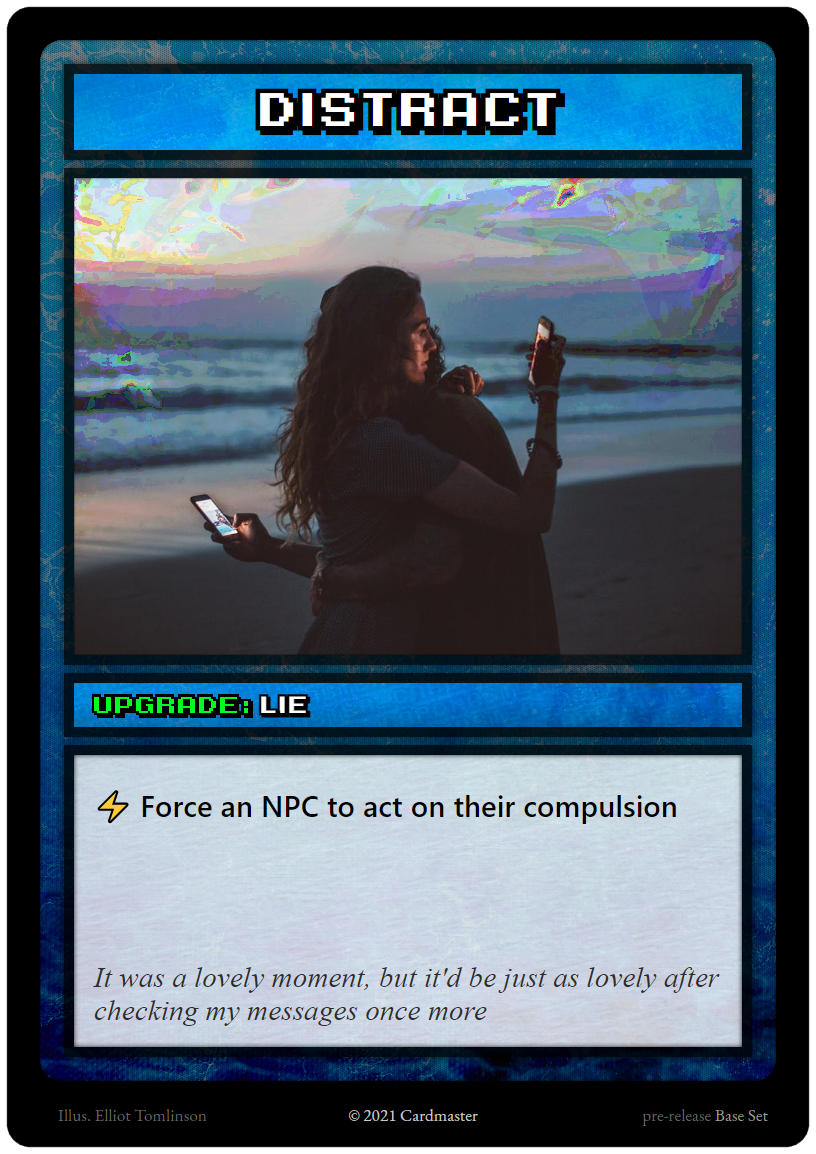 DISTRACT
UPGRADE: LIE
⚡ Force an NPC to act on their compulsion
It was a lovely moment, but it'd be just as lovely after
checking my messages once more
Illus. Elliot Tomlinson © 2021 Cardmaster pre-release Base Set